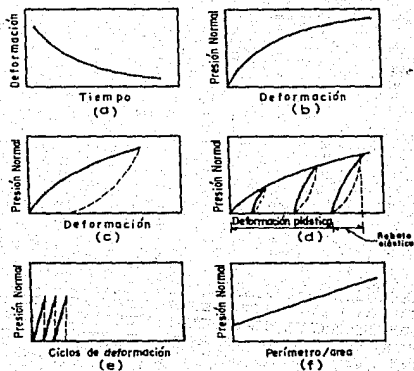 Deformación
Tiempo
(a)
Presión Normal
Deformación
(b)
Presión Normal
Deformación
(c)
Presión Normal
Deformación plástica
Rebote elástico
(d)
Presión Normal
Ciclos de deformación
(e)
Presión Normal
Perímetro/area
(f)